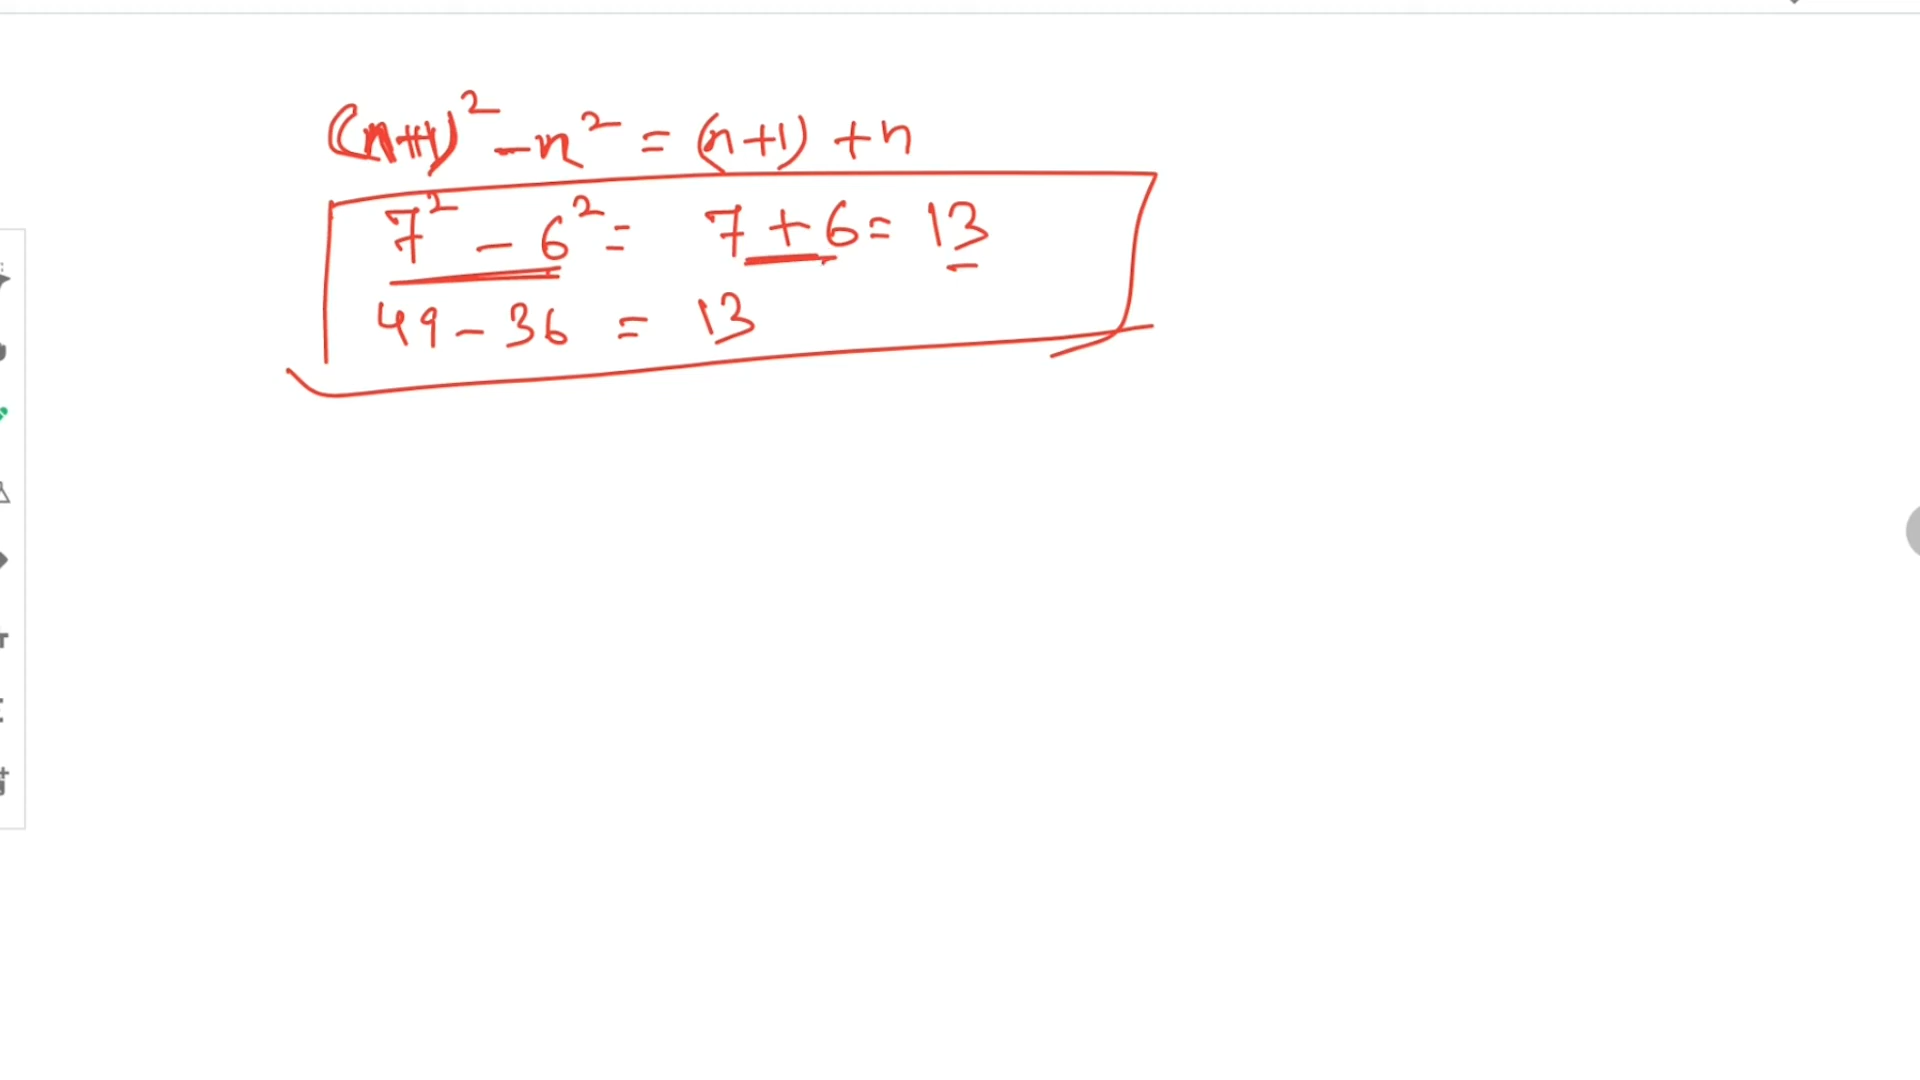 (n+1)² - n² = (n+1) + n
7² - 6² = 7 + 6 = 13
49 - 36 = 13